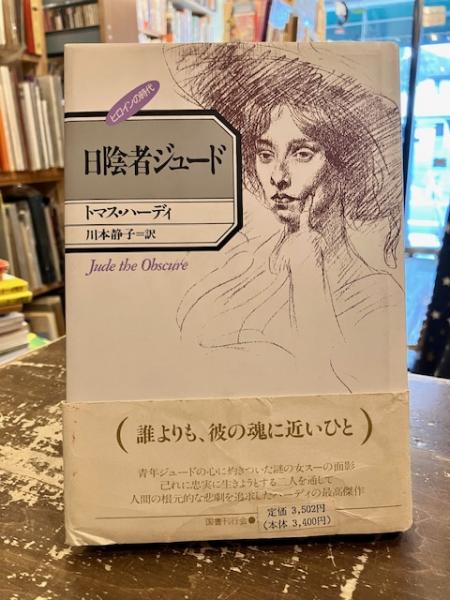 ヒロインの時代
日陰者ジュード
トマス・ハーディ
川本静子=訳
Jude the Obscure
(誰よりも、彼の魂に近いひと)
青年ジュードの心に灼きついた謎の女スーの面影
己れに忠実に生きようとする二人を通して
人間の根元的な悲劇を追求したハーディの最高傑作
国書刊行会●
定価 3,502円
(本体 3,400円)